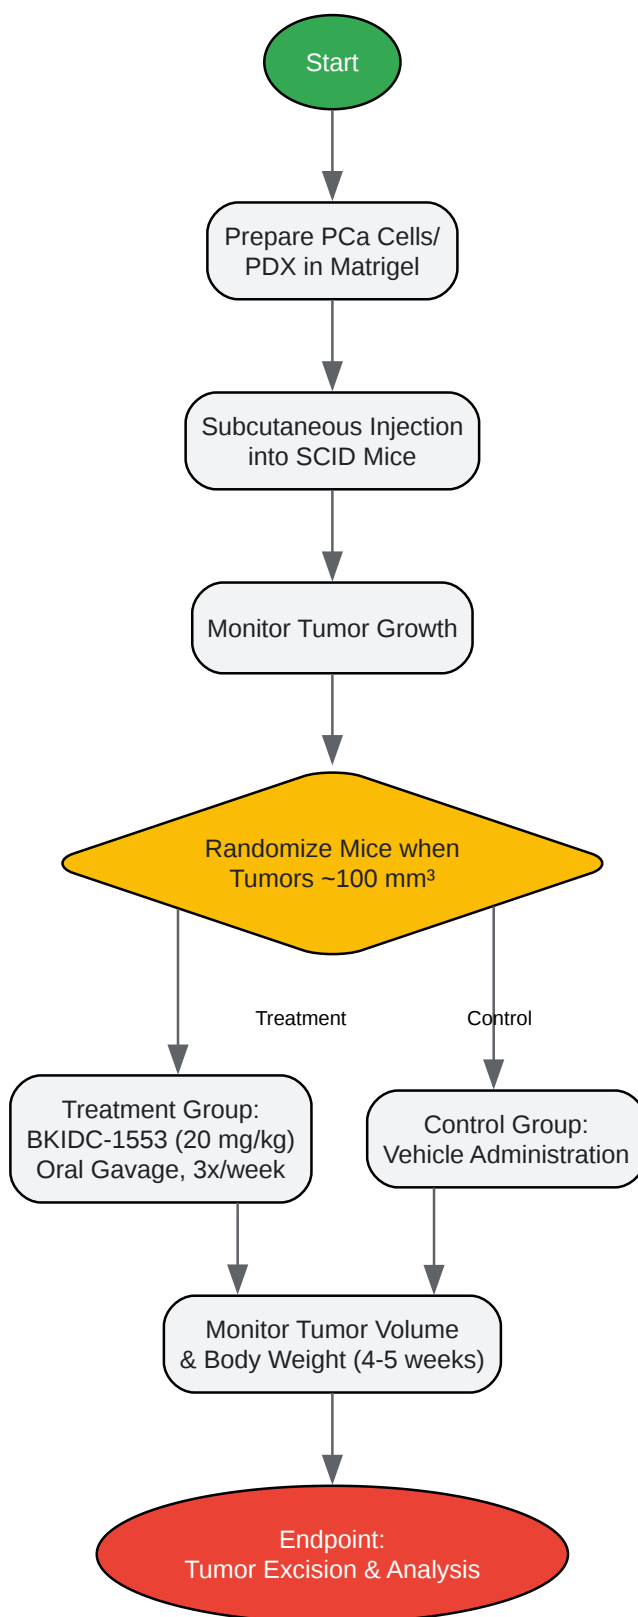 Start
Prepare PCa Cells/
PDX in Matrigel
Subcutaneous Injection
into SCID Mice
Monitor Tumor Growth
Randomize Mice when
Tumors ~100 mm³
Treatment
Control
Treatment Group:
BKIDC-1553 (20 mg/kg)
Oral Gavage, 3x/week
Control Group:
Vehicle Administration
Monitor Tumor Volume
& Body Weight (4-5 weeks)
Endpoint:
Tumor Excision & Analysis